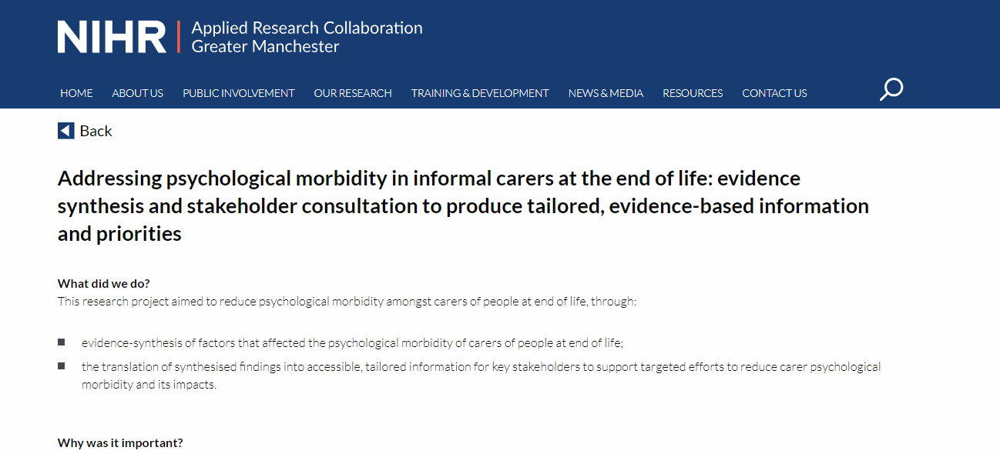 NIHR | Applied Research Collaboration
Greater Manchester
HOME ABOUT US PUBLIC INVOLVEMENT OUR RESEARCH TRAINING & DEVELOPMENT NEWS & MEDIA RESOURCES CONTACT US
Back
Addressing psychological morbidity in informal carers at the end of life: evidence
synthesis and stakeholder consultation to produce tailored, evidence-based information
and priorities
What did we do?
This research project aimed to reduce psychological morbidity amongst carers of people at end of life, through:
evidence-synthesis of factors that affected the psychological morbidity of carers of people at end of life;
the translation of synthesised findings into accessible, tailored information for key stakeholders to support targeted efforts to reduce carer psychological
morbidity and its impacts.
Why was it important?